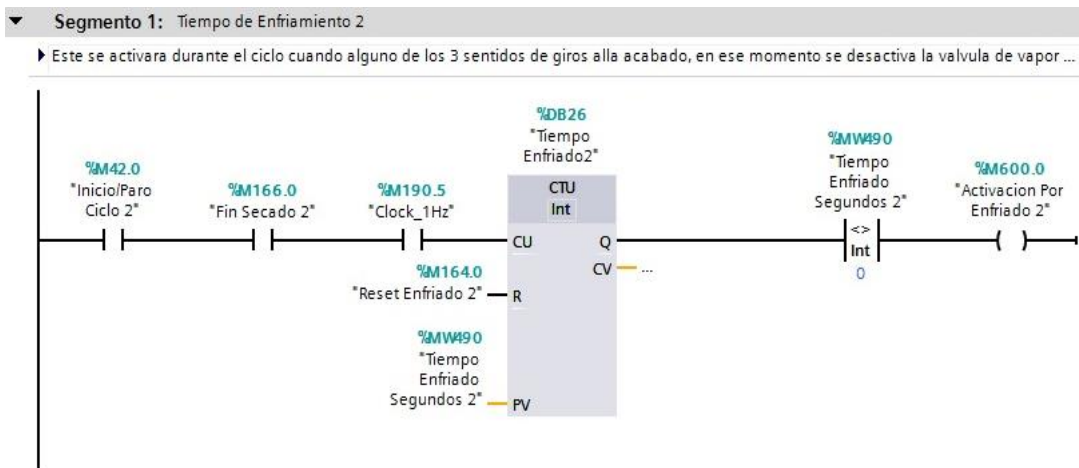 Segmento 1: Tiempo de Enfriamiento 2
Este se activara durante el ciclo cuando alguno de los 3 sentidos de giros alla acabado, en ese momento se desactiva la valvula de vapor ...
%DB26
"Tiempo
Enfriado2"
%M42.0
"Inicio/Paro
Ciclo 2"
%M166.0
"Fin Secado 2"
%M190.5
"Clock_1Hz"
CTU
Int
CU
Q
CV
...
%M164.0
"Reset Enfriado 2"
R
%MW490
"Tiempo
Enfriado
Segundos 2"
PV
%MW490
"Tiempo
Enfriado
Segundos 2"
<>
Int
0
%M600.0
"Activacion Por
Enfriado 2"